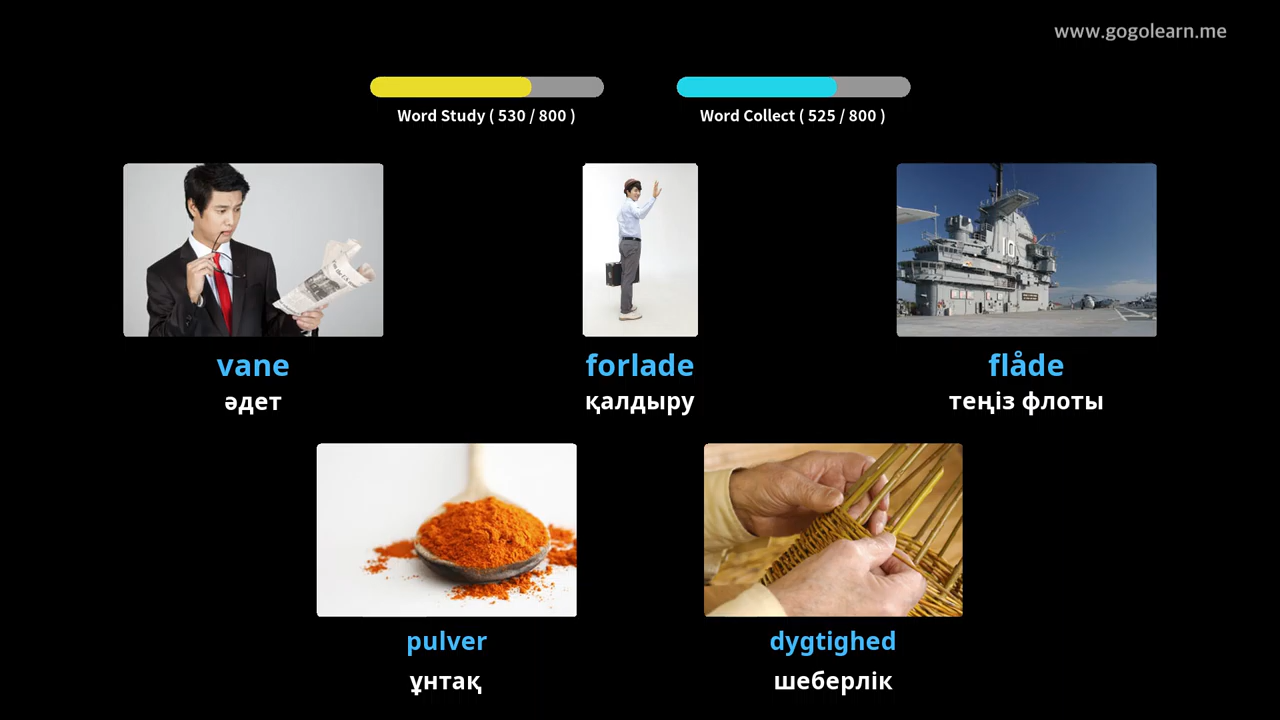 www.gogolearn.me
Word Study ( 530 / 800 )
Word Collect ( 525 / 800 )
vane
әдет
forlade
қалдыру
flåde
теңіз флоты
16
pulver
ұнтақ
dygtighed
шеберлік